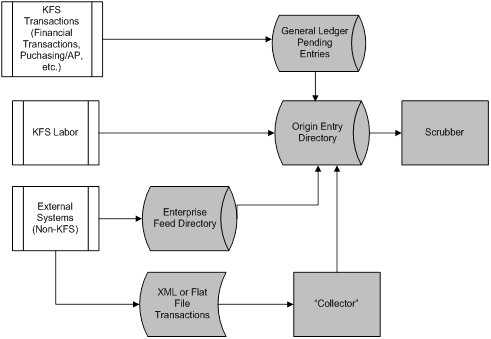 KFS
Transactions
(Financial
Transactions,
Puchasing/AP,
etc.)
General Ledger
Pending
Entries
KFS Labor
Origin Entry
Directory
Scrubber
External
Systems
(Non-KFS)
Enterprise
Feed Directory
XML or Flat
File
Transactions
“Collector”